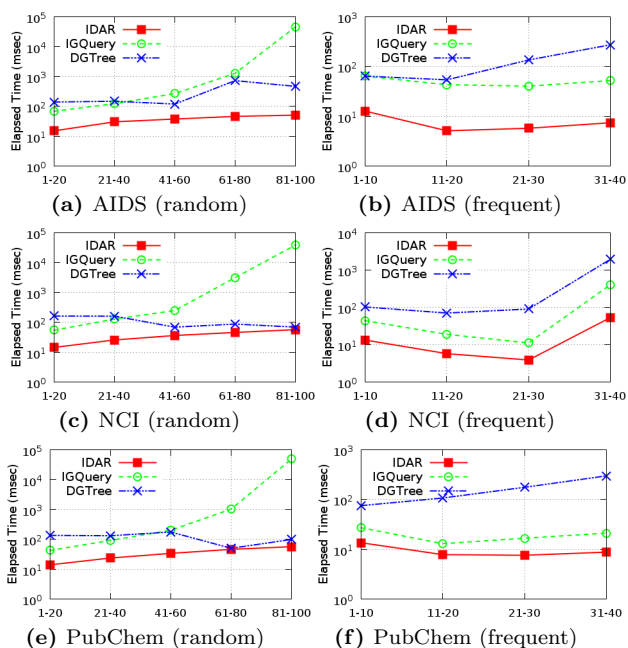 10^5
10^4
10^3
10^2
10^1
10^0
Elapsed Time (msec)
IDAR
IGQuery
DGTree
1-20 21-40 41-60 61-80 81-100
(a) AIDS (random)
10^3
10^2
10^1
10^0
Elapsed Time (msec)
IDAR
IGQuery
DGTree
1-10 11-20 21-30 31-40
(b) AIDS (frequent)
10^5
10^4
10^3
10^2
10^1
10^0
Elapsed Time (msec)
IDAR
IGQuery
DGTree
1-20 21-40 41-60 61-80 81-100
(c) NCI (random)
10^4
10^3
10^2
10^1
10^0
Elapsed Time (msec)
IDAR
IGQuery
DGTree
1-10 11-20 21-30 31-40
(d) NCI (frequent)
10^5
10^4
10^3
10^2
10^1
10^0
Elapsed Time (msec)
IDAR
IGQuery
DGTree
1-20 21-40 41-60 61-80 81-100
(e) PubChem (random)
10^3
10^2
10^1
10^0
Elapsed Time (msec)
IDAR
IGQuery
DGTree
1-10 11-20 21-30 31-40
(f) PubChem (frequent)